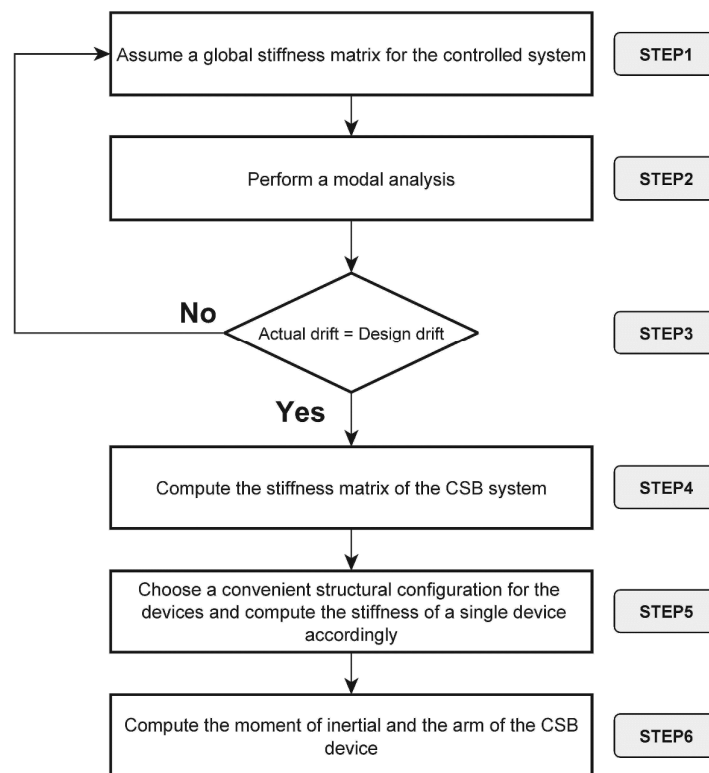 Assume a global stiffness matrix for the controlled system
STEP1
Perform a modal analysis
STEP2
No
Actual drift = Design drift
STEP3
Yes
Compute the stiffness matrix of the CSB system
STEP4
Choose a convenient structural configuration for the
devices and compute the stiffness of a single device
accordingly
STEP5
Compute the moment of inertial and the arm of the CSB
device
STEP6